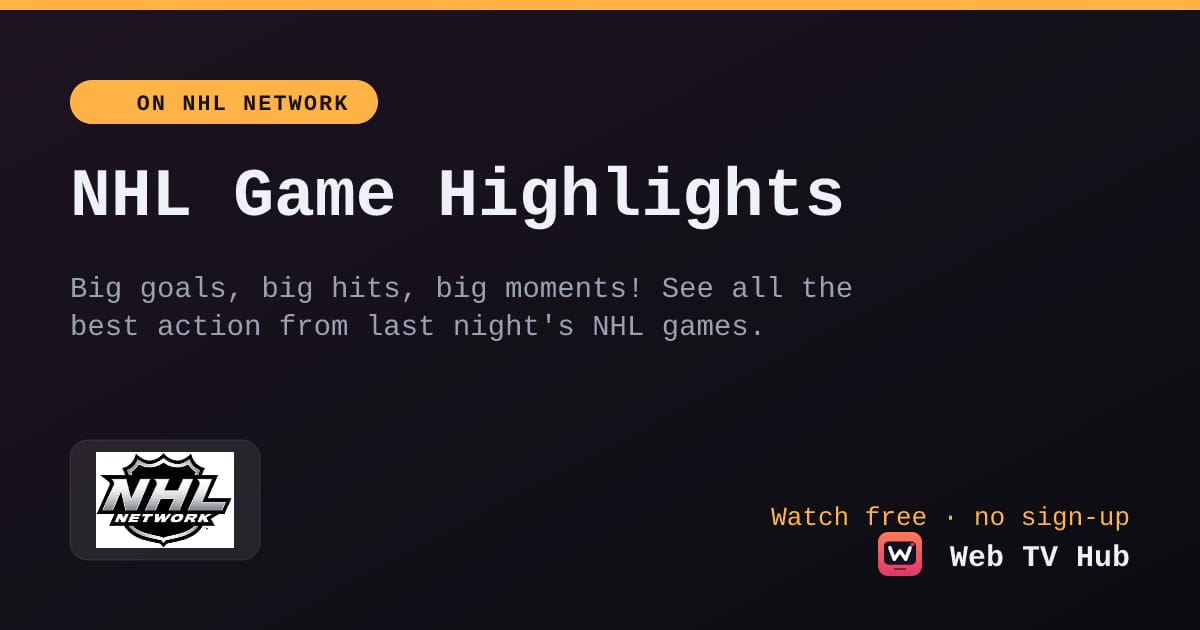 ON NHL NETWORK
NHL Game Highlights
Big goals, big hits, big moments! See all the
best action from last night's NHL games.
NHL
NETWORK
Watch free · no sign-up
W
Web TV Hub